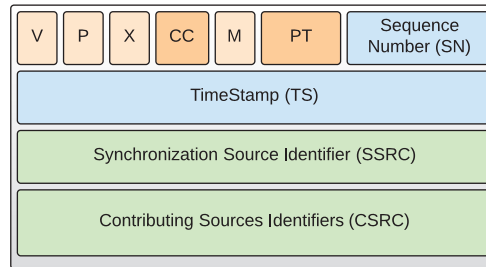 V P X CC M PT Sequence
Number (SN)
TimeStamp (TS)
Synchronization Source Identifier (SSRC)
Contributing Sources Identifiers (CSRC)